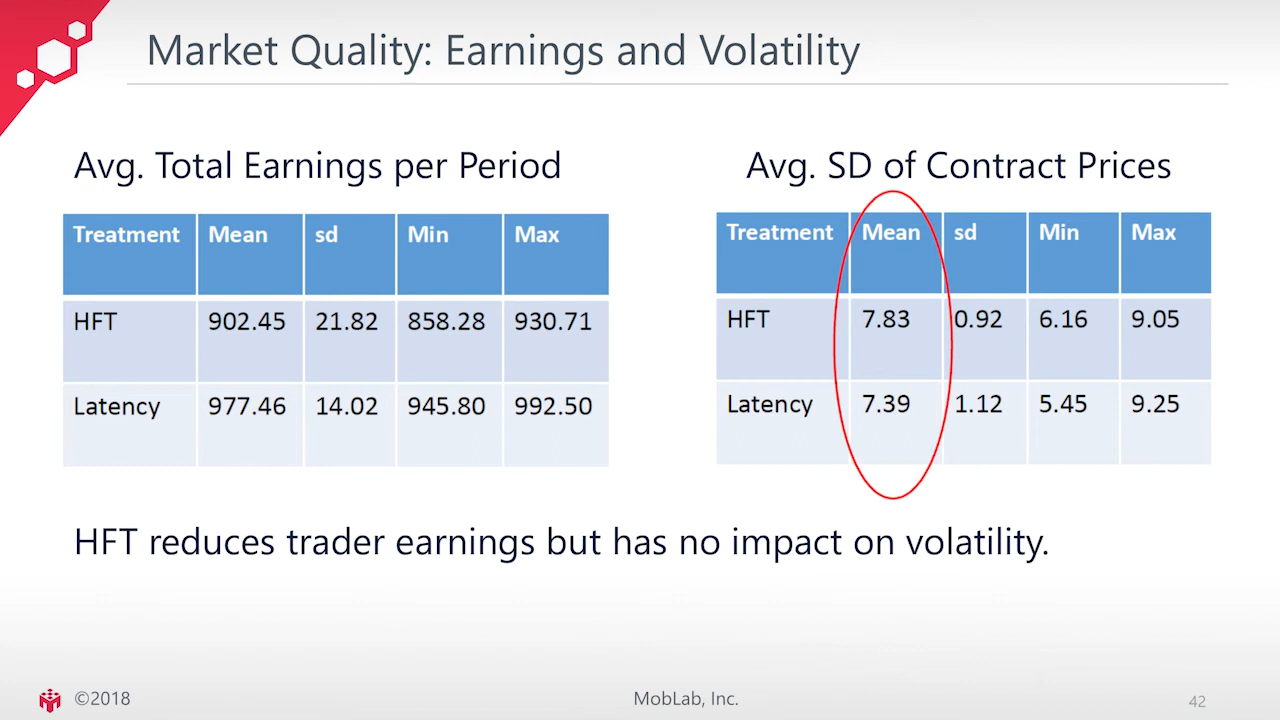 Market Quality: Earnings and Volatility
Avg. Total Earnings per Period
Treatment Mean sd Min Max
HFT 902.45 21.82 858.28 930.71
Latency 977.46 14.02 945.80 992.50
Avg. SD of Contract Prices
Treatment Mean sd Min Max
HFT 7.83 0.92 6.16 9.05
Latency 7.39 1.12 5.45 9.25
HFT reduces trader earnings but has no impact on volatility.
©2018 MobLab, Inc. 42